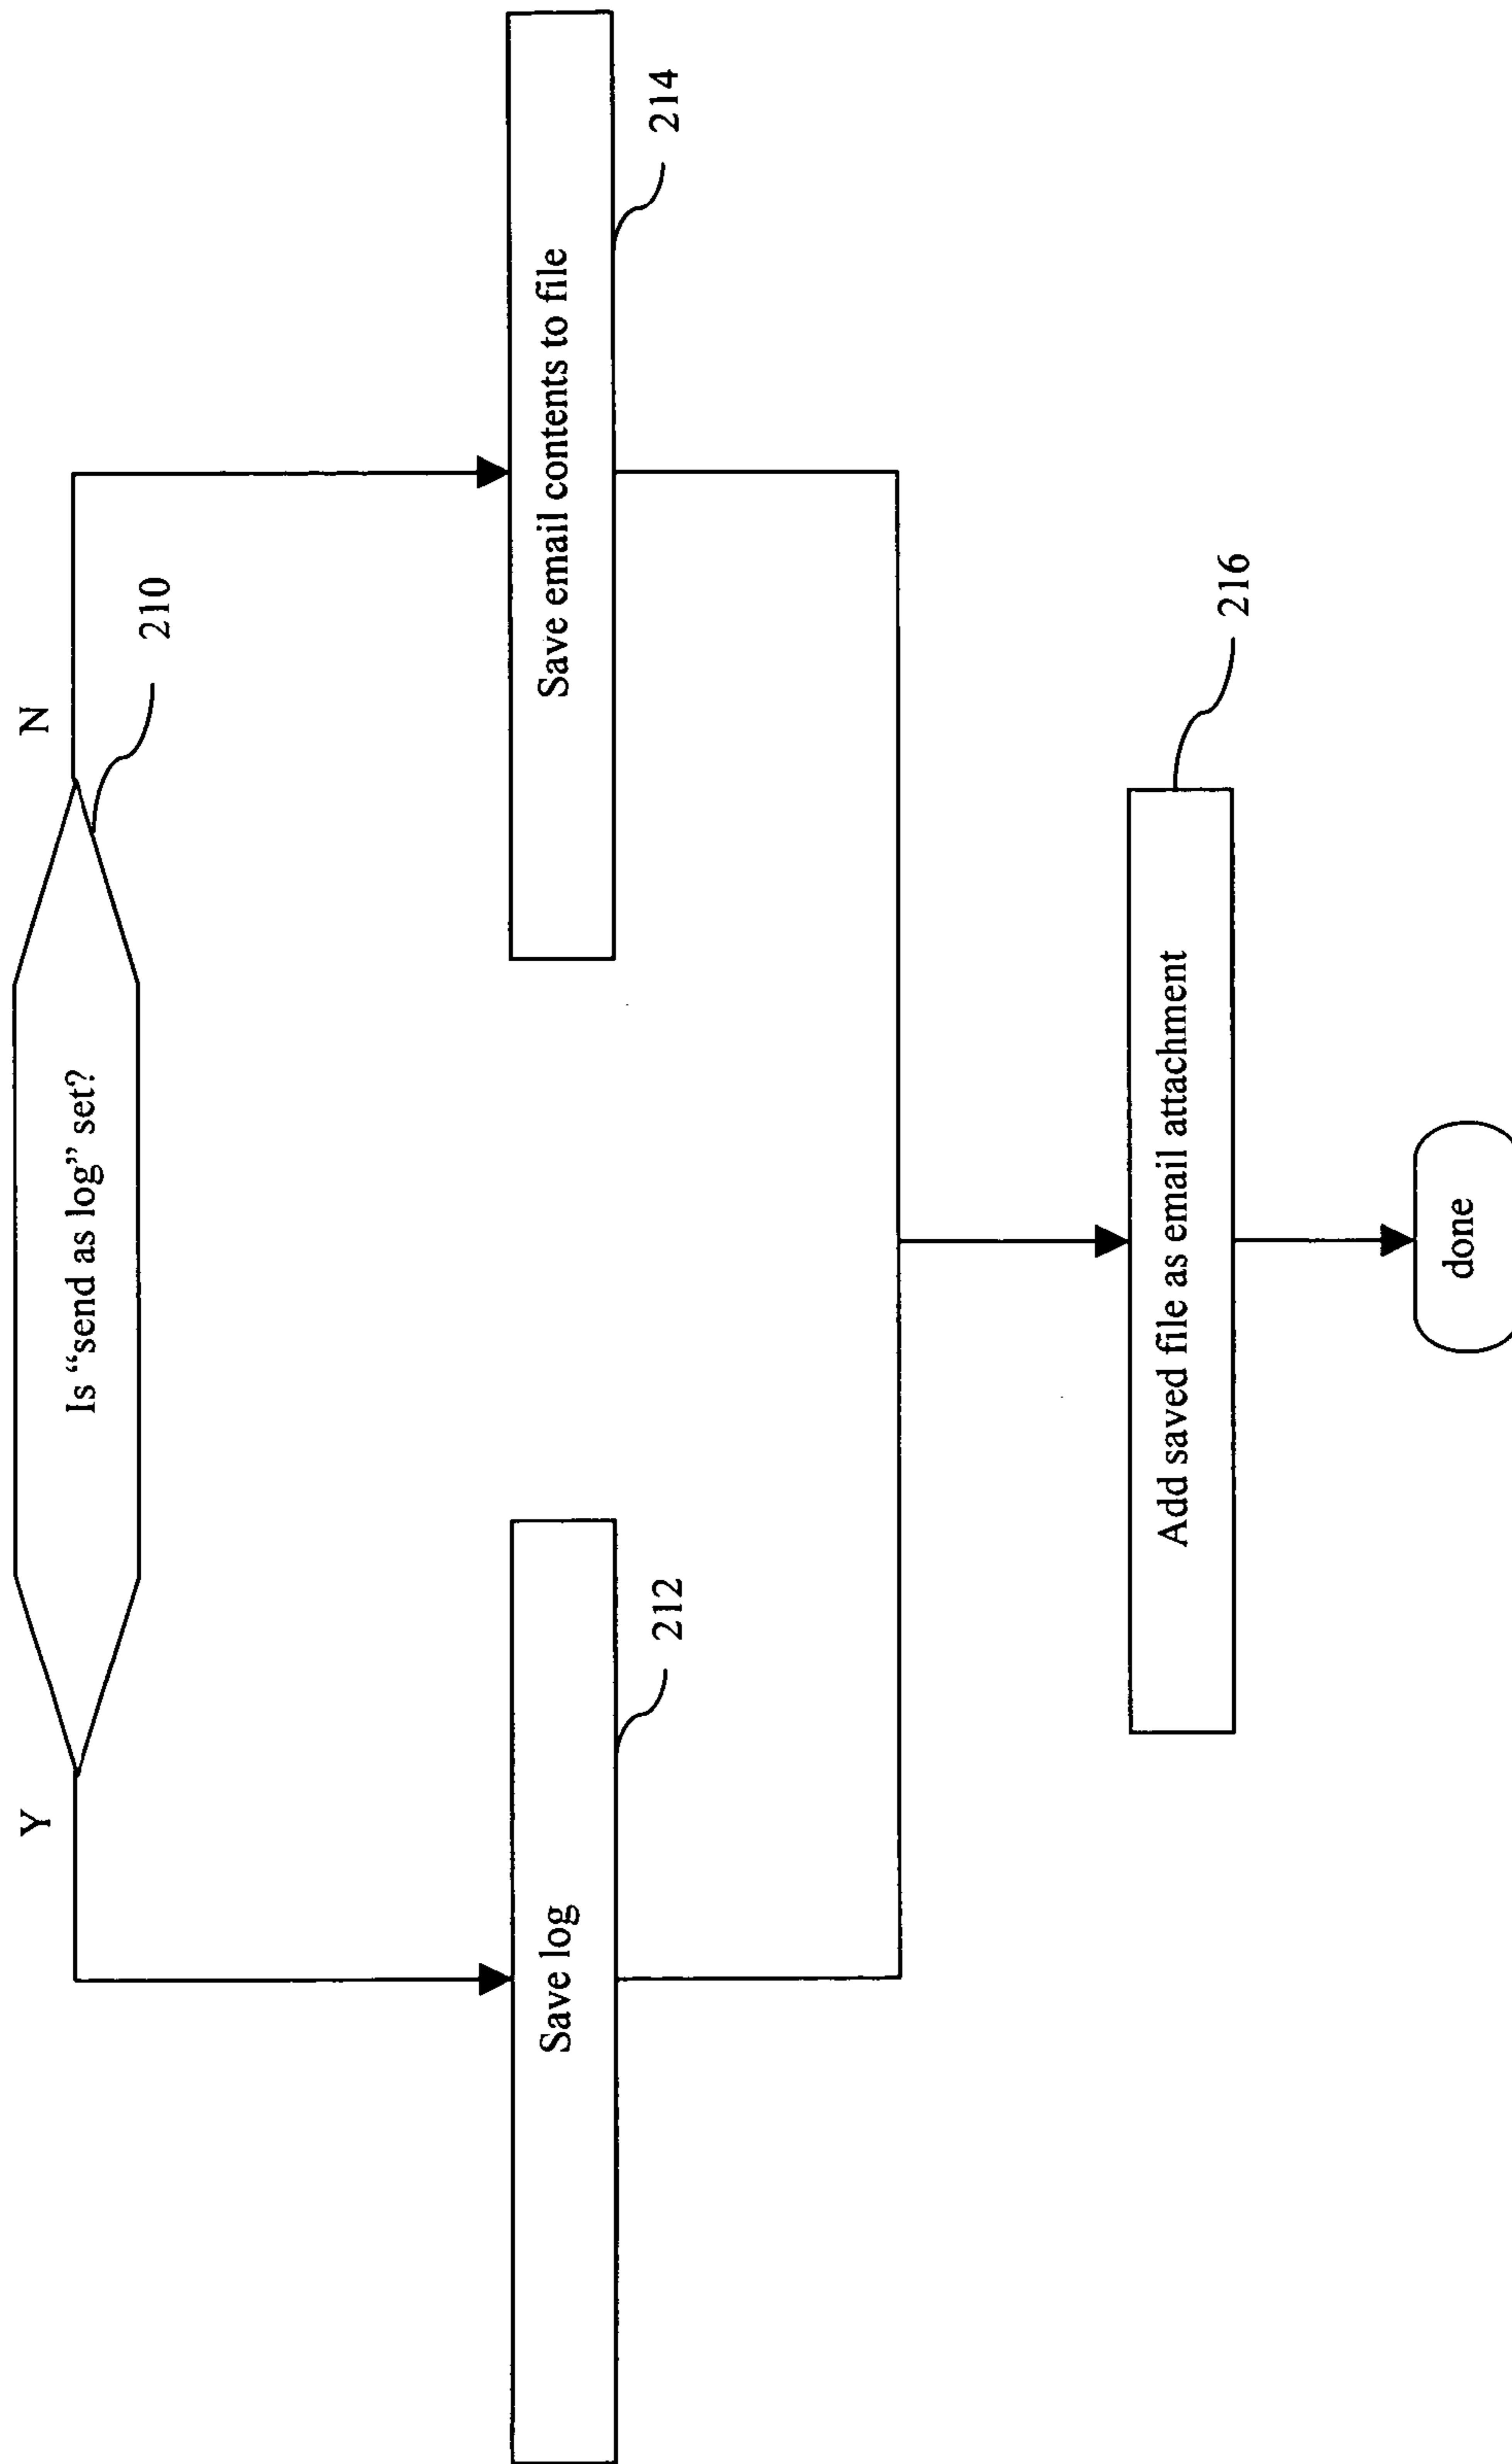 Is “send as log” set?
Y
N
210
Save log
212
Save email contents to file
214
Add saved file as email attachment
216
done